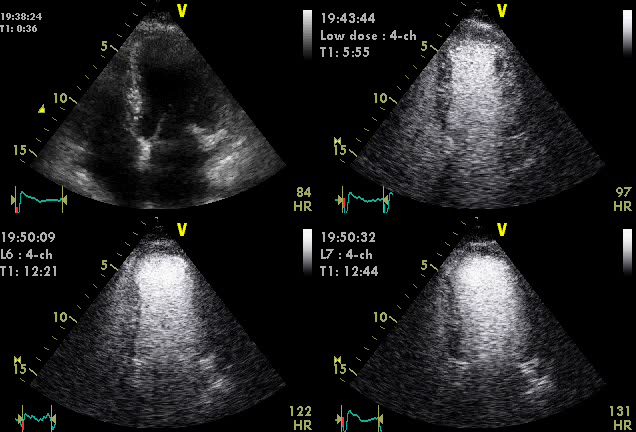 19:38:24
T1: 0:36
V
5
10
15
84
HR
19:43:44
Low dose : 4-ch
T1: 5:55
V
5
10
15
97
HR
19:50:09
L6 : 4-ch
T1: 12:21
V
5
10
15
122
HR
19:50:32
L7 : 4-ch
T1: 12:44
V
5
10
15
131
HR